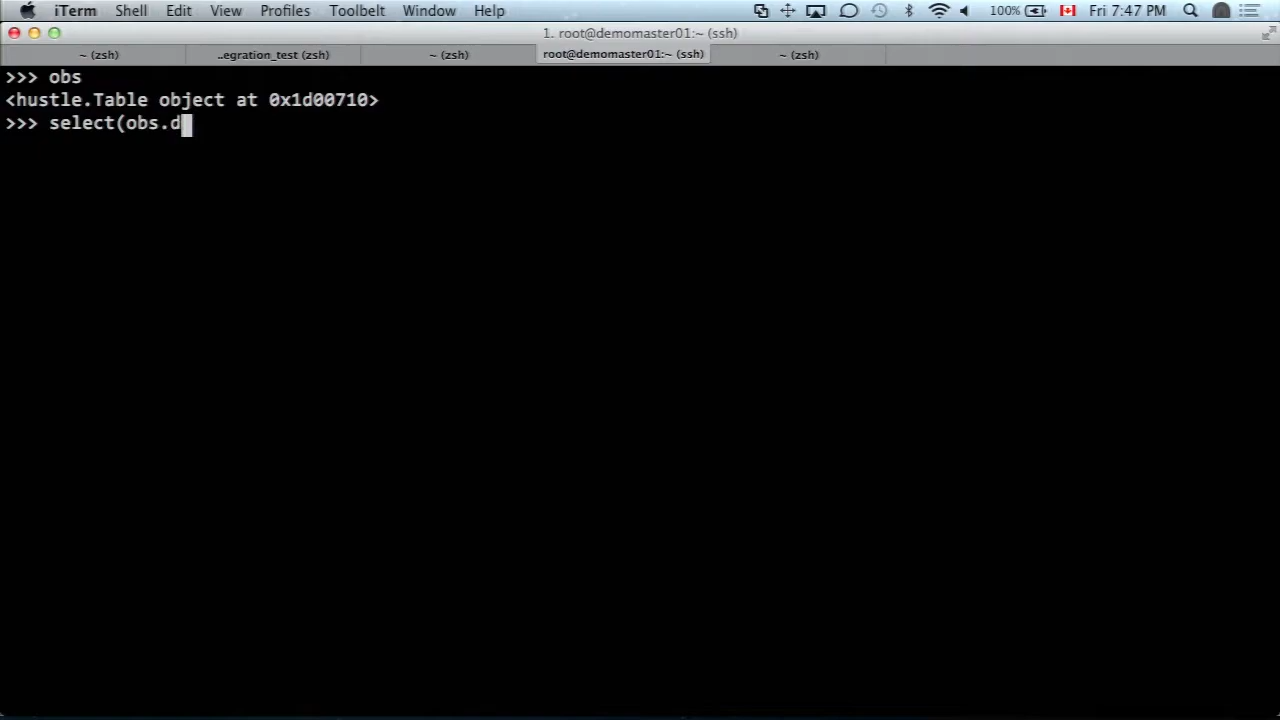 iTerm Shell Edit View Profiles Toolbelt Window Help 100% Fri 7:47 PM
1. root@demomaster01:~ (ssh)
~ (zsh) ..egration_test (zsh) ~ (zsh) root@demomaster01:~ (ssh) ~ (zsh)
>>> obs
<hustle.Table object at 0x1d00710>
>>> select(obs.d